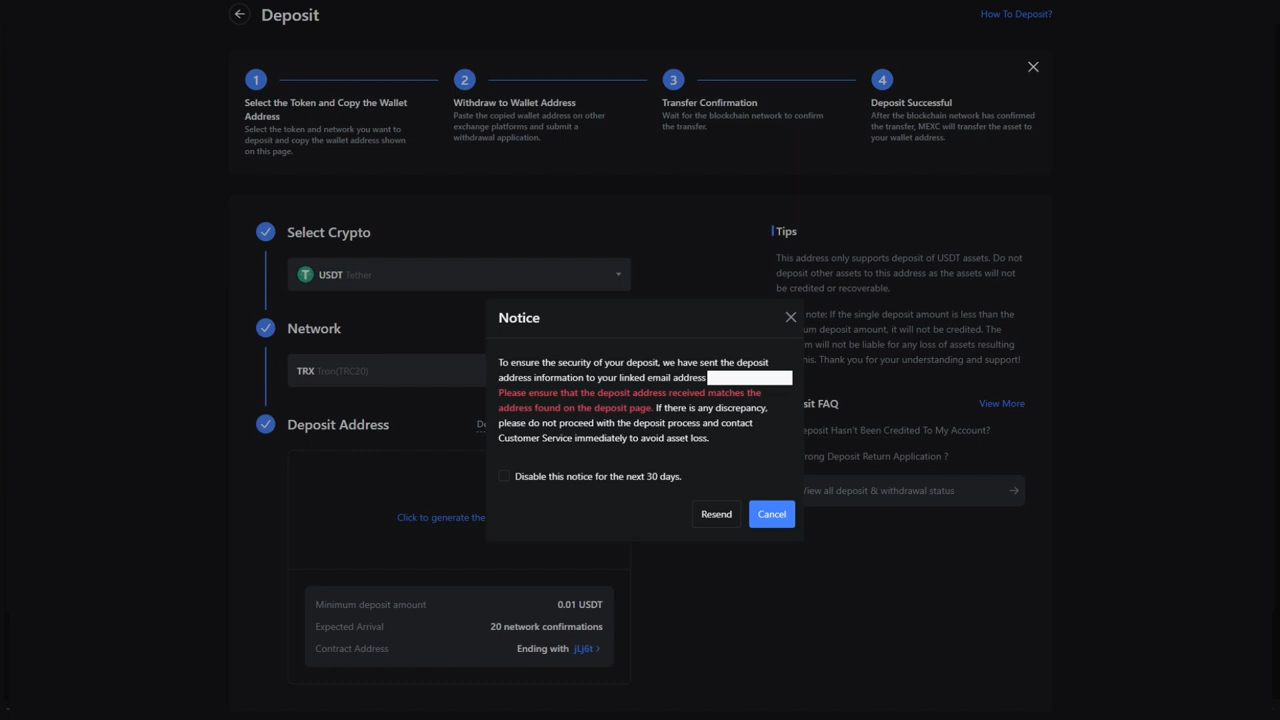 Deposit
How To Deposit?
1
2
3
4
Select the Token and Copy the Wallet
Address
Select the token and network you want to
deposit and copy the wallet address shown
on this page.
Withdraw to Wallet Address
Paste the copied wallet address on other
exchange platforms and submit a
withdrawal application.
Transfer Confirmation
Wait for the blockchain network to confirm
the transfer.
Deposit Successful
After the blockchain network has confirmed
the transfer, MEXC will transfer the asset to
your wallet address.
Select Crypto
USDT Tether
Network
TRX Tron(TRC20)
Deposit Address
Click to generate the
Minimum deposit amount 0.01 USDT
Expected Arrival 20 network confirmations
Contract Address Ending with jLj6t >
Tips
This address only supports deposit of USDT assets. Do not
deposit other assets to this address as the assets will not
be credited or recoverable.
note: If the single deposit amount is less than the
deposit amount, it will not be credited. The
will not be liable for any loss of assets resulting
Thank you for your understanding and support!
FAQ
View More
Hasn't Been Credited To My Account?
Deposit Return Application ?
View all deposit & withdrawal status
Notice
To ensure the security of your deposit, we have sent the deposit
address information to your linked email address
Please ensure that the deposit address received matches the
address found on the deposit page. If there is any discrepancy,
please do not proceed with the deposit process and contact
Customer Service immediately to avoid asset loss.
Disable this notice for the next 30 days.
Resend
Cancel